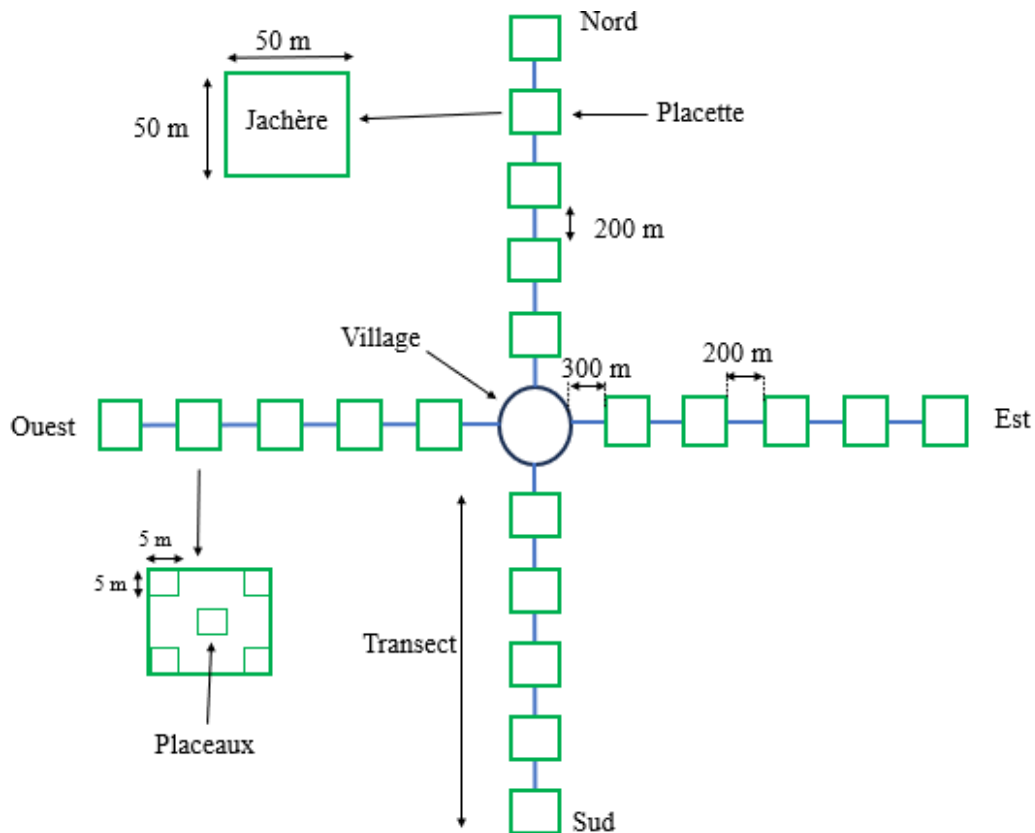 Nord
50 m
50 m
Jachère
Placette
200 m
Village
300 m
200 m
Ouest
Est
5 m
5 m
Transect
Placeaux
Sud